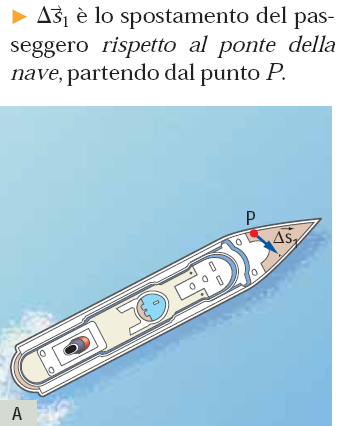 ► Δs⃗₁ è lo spostamento del pas-
seggero rispetto al ponte della
nave, partendo dal punto P.
P
Δs⃗₁
A